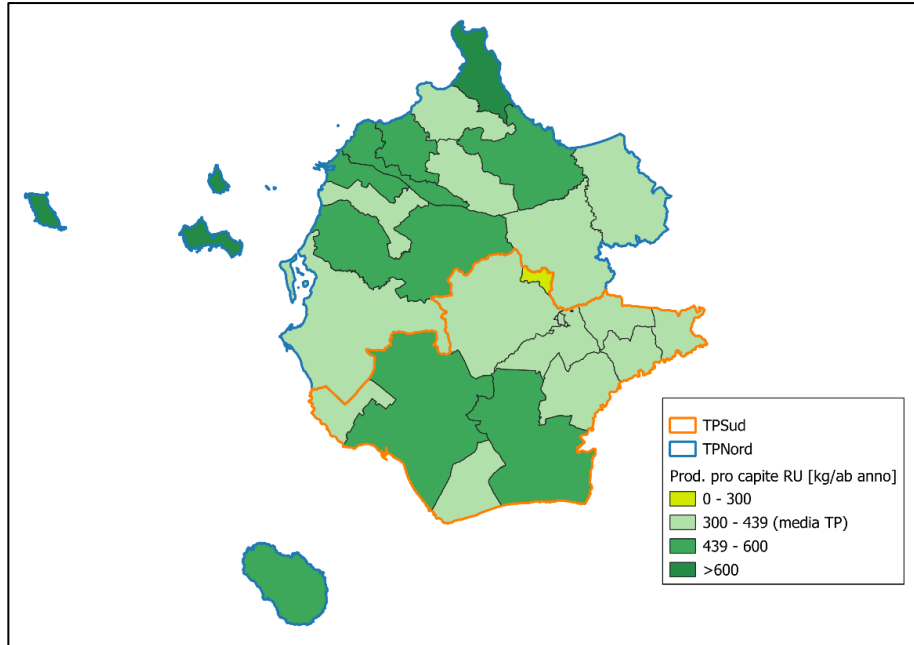 TPSud
TPNord
Prod. pro capite RU [kg/ab anno]
0 - 300
300 - 439 (media TP)
439 - 600
>600